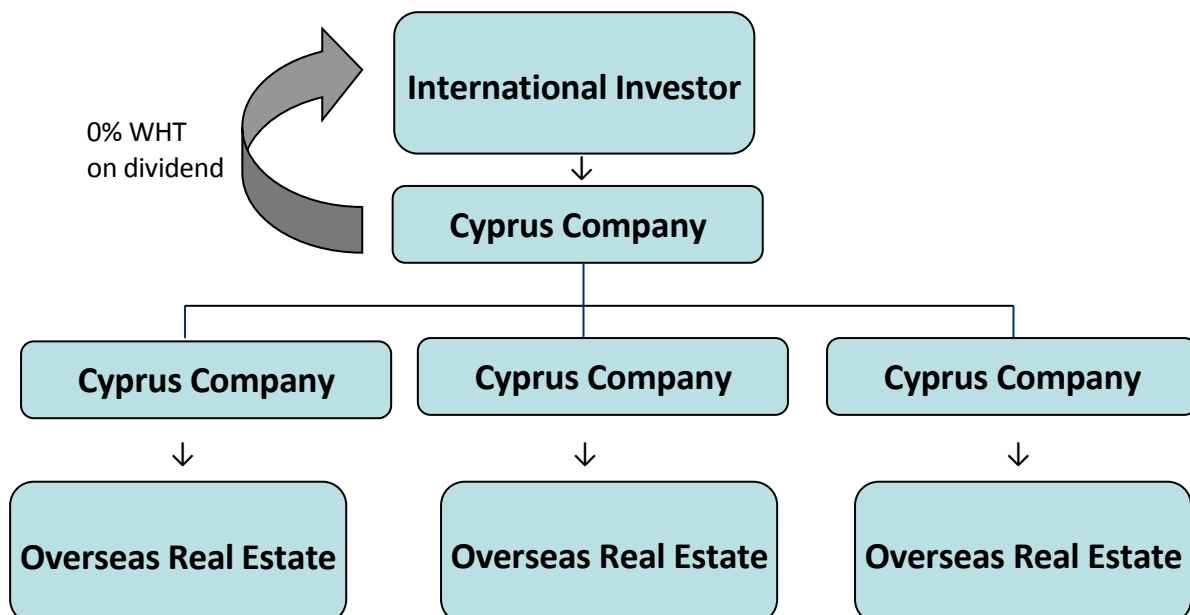 International Investor
0% WHT
on dividend
Cyprus Company
Cyprus Company
Cyprus Company
Cyprus Company
Overseas Real Estate
Overseas Real Estate
Overseas Real Estate